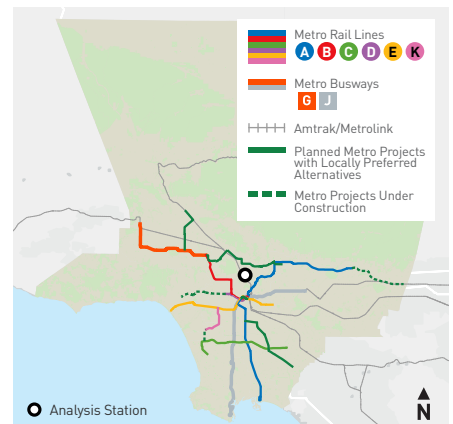 Metro Rail Lines
A B C D E K
Metro Busways
G J
Amtrak/Metrolink
Planned Metro Projects
with Locally Preferred
Alternatives
Metro Projects Under
Construction
Analysis Station
N